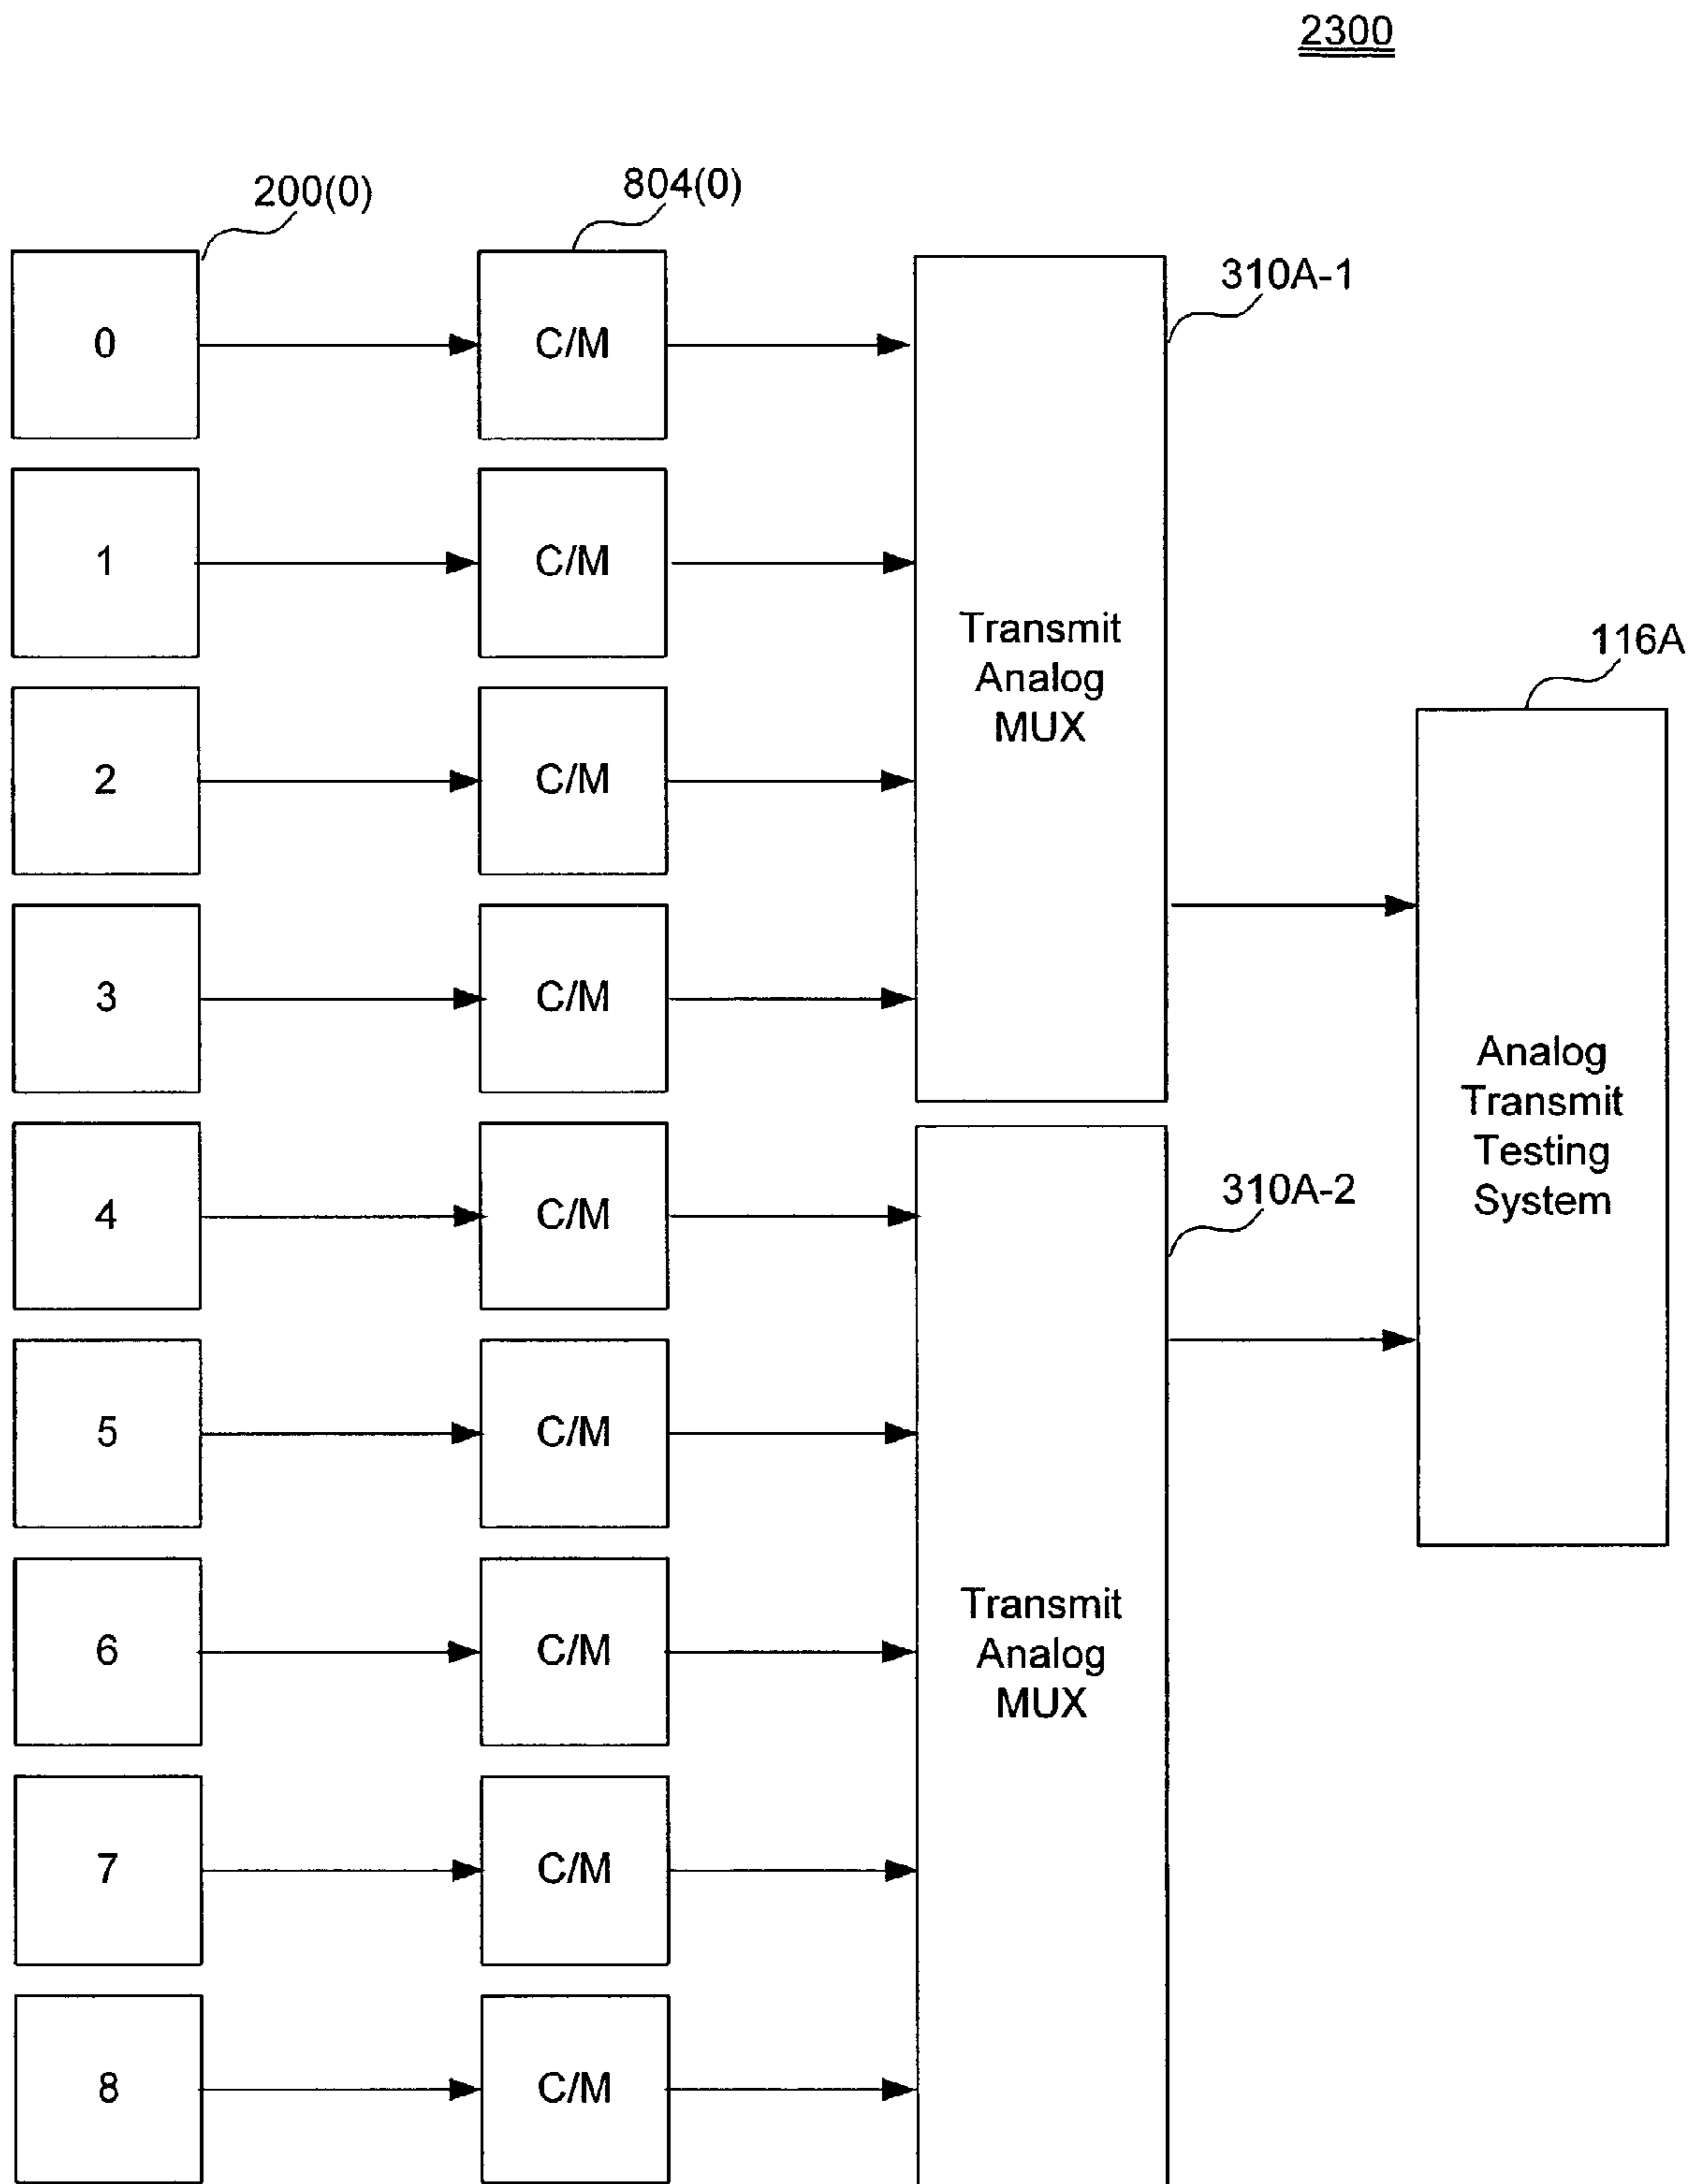 2300
200(0)
804(0)
310A-1
0
C/M
1
C/M
Transmit
Analog
MUX
116A
2
C/M
3
C/M
Analog
Transmit
Testing
System
310A-2
4
C/M
5
C/M
6
C/M
Transmit
Analog
MUX
7
C/M
8
C/M